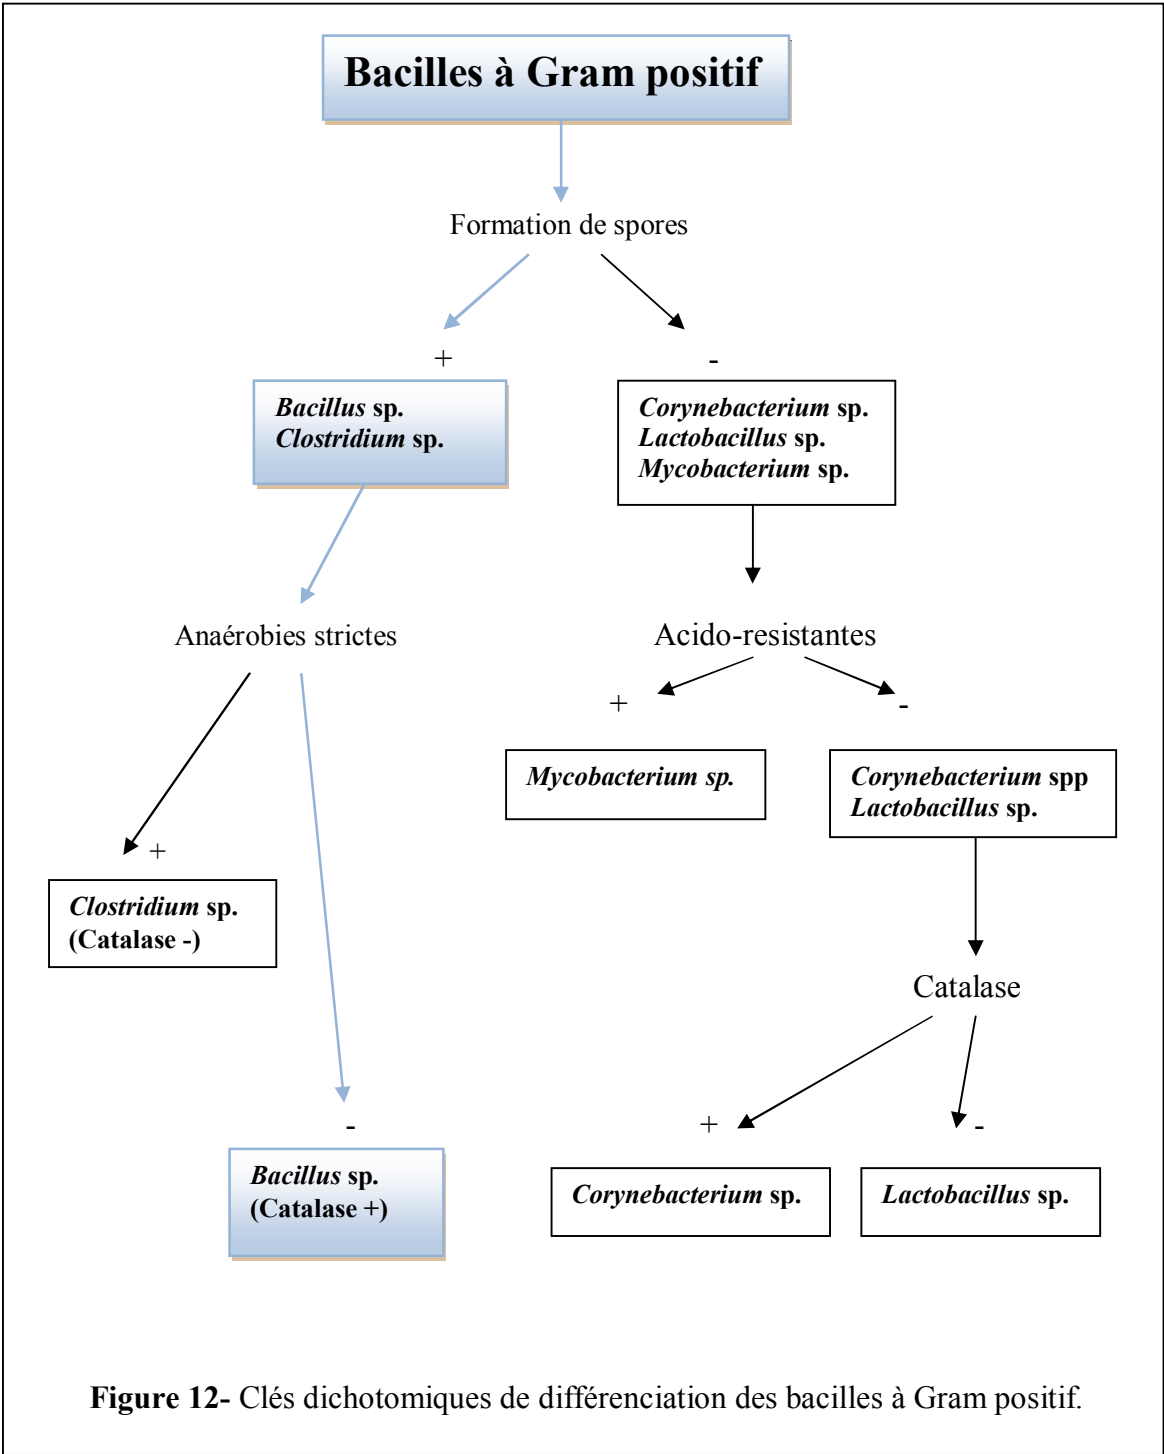 Bacilles à Gram positif
Formation de spores
+
-
Bacillus sp.
Clostridium sp.
Corynebacterium sp.
Lactobacillus sp.
Mycobacterium sp.
Anaérobies strictes
Acido-resistantes
+
-
Mycobacterium sp.
Corynebacterium spp
Lactobacillus sp.
+
Clostridium sp.
(Catalase -)
Catalase
-
Bacillus sp.
(Catalase +)
+
-
Corynebacterium sp.
Lactobacillus sp.
Figure 12- Clés dichotomiques de différenciation des bacilles à Gram positif.